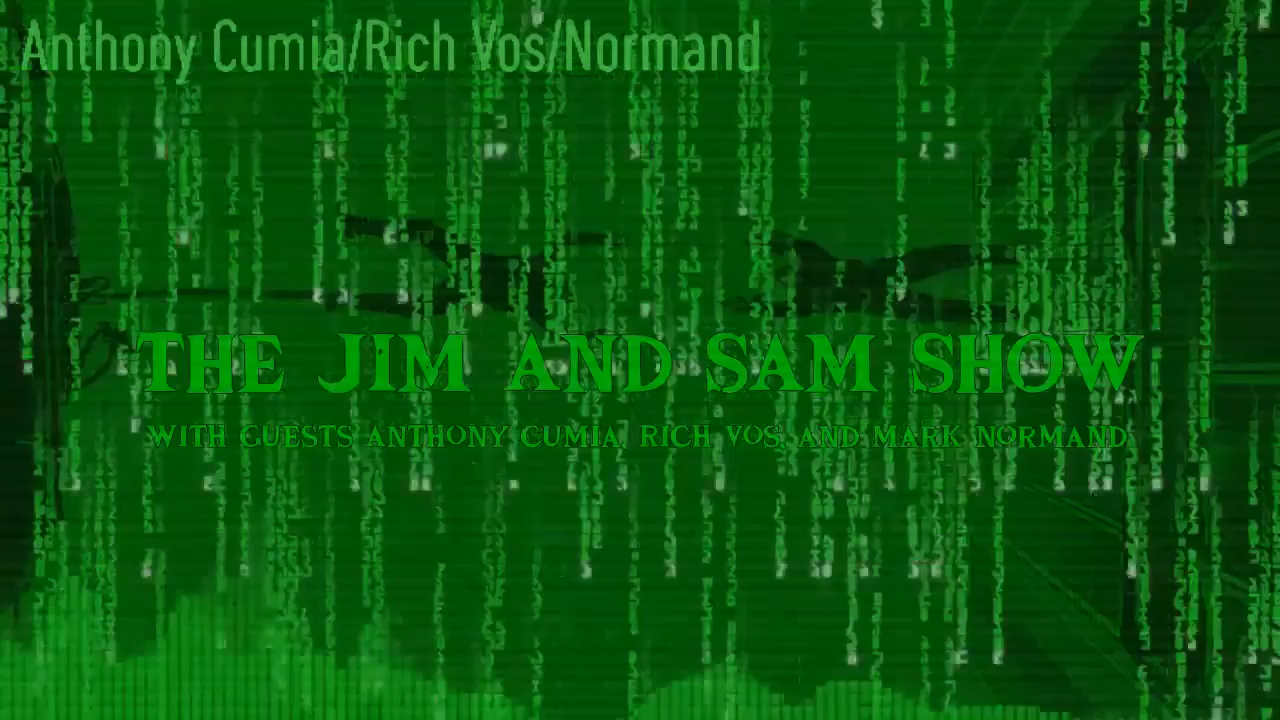 Anthony Cumia/Rich Vos/Normand
THE JIM AND SAM SHOW
WITH GUESTS ANTHONY CUMIA, RICH VOS, AND MARK NORMAND